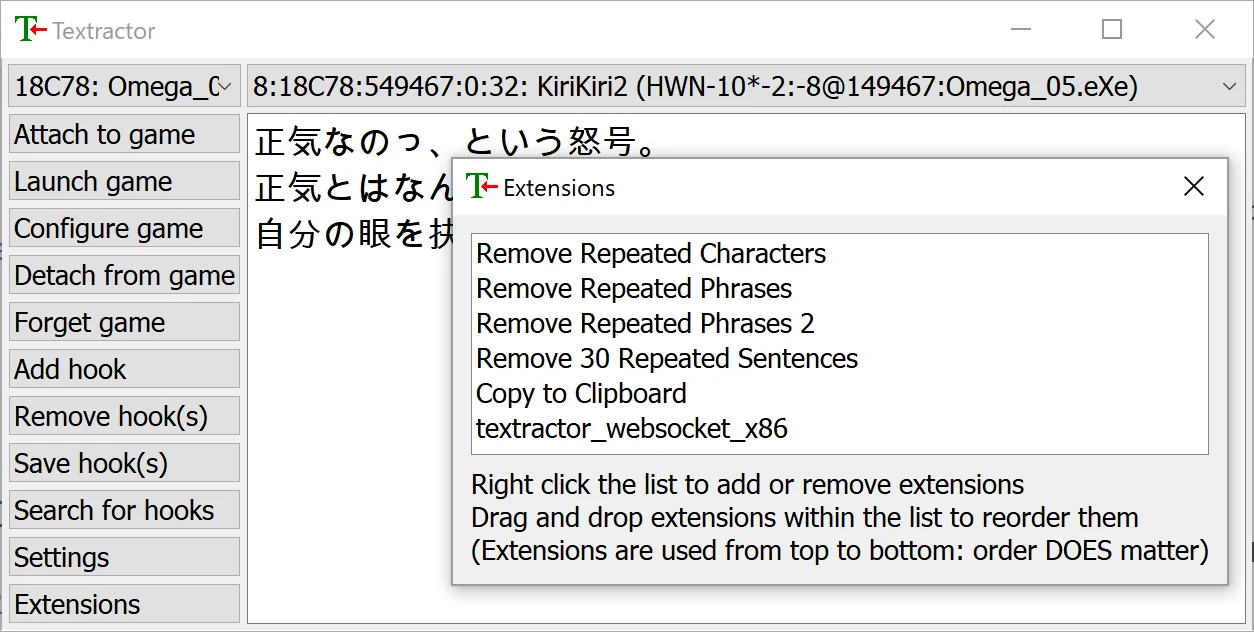 Textractor
18C78: Omega_0
8:18C78:549467:0:32: KiriKiri2 (HWN-10*-2:-8@149467:Omega_05.eXe)
Attach to game
Launch game
Configure game
Detach from game
Forget game
Add hook
Remove hook(s)
Save hook(s)
Search for hooks
Settings
Extensions
正気なのっ、という怒号。
正気とはなん
自分の眼を抉
Extensions
Remove Repeated Characters
Remove Repeated Phrases
Remove Repeated Phrases 2
Remove 30 Repeated Sentences
Copy to Clipboard
textractor_websocket_x86
Right click the list to add or remove extensions
Drag and drop extensions within the list to reorder them
(Extensions are used from top to bottom: order DOES matter)